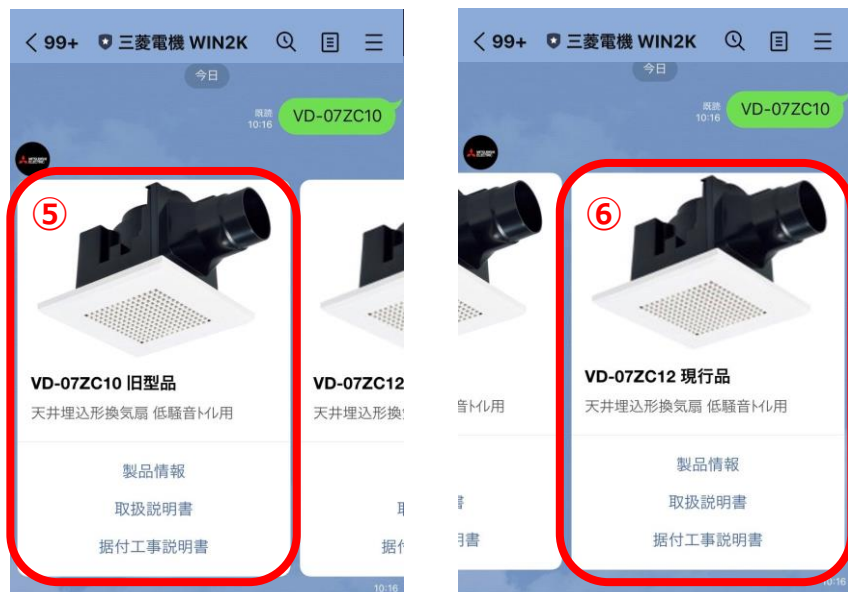 99+ 三菱電機 WIN2K
今日
既読
10:16
VD-07ZC10
⑤
VD-07ZC10 旧型品
天井埋込形換気扇 低騒音トイレ用
製品情報
取扱説明書
据付工事説明書
VD-07ZC12
天井埋込形換
据付
10:16
99+ 三菱電機 WIN2K
今日
既読
10:16
VD-07ZC10
音トイレ用
書
明書
⑥
VD-07ZC12 現行品
天井埋込形換気扇 低騒音トイレ用
製品情報
取扱説明書
据付工事説明書
10:16